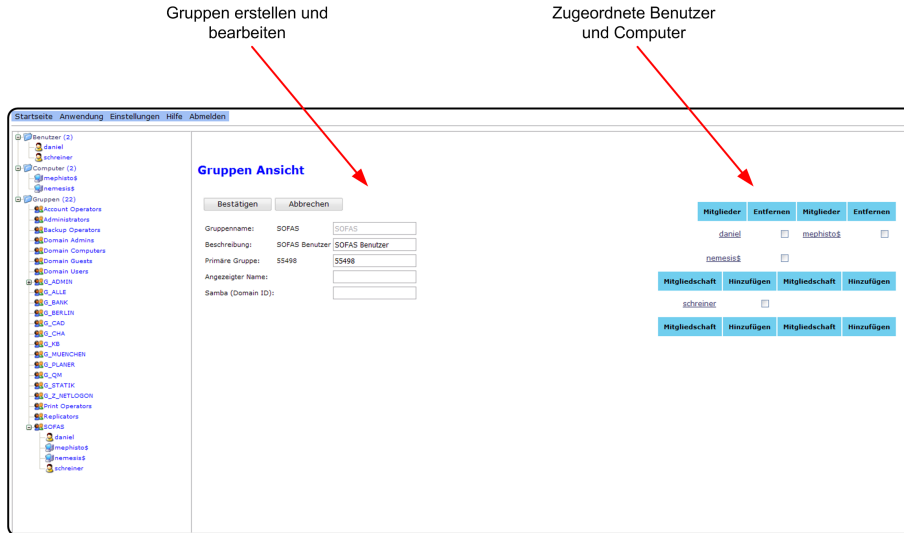 Gruppen erstellen und
bearbeiten
Zugeordnete Benutzer
und Computer
Startseite Anwendung Einstellungen Hilfe Abmelden
Benutzer (2)
daniel
schreiner
Computer (2)
mephisto$
nemesis$
Gruppen (22)
Account Operators
Administrators
Backup Operators
Domain Admins
Domain Computers
Domain Guests
Domain Users
G_ADMIN
G_ALLE
G_BANK
G_BERLIN
G_CAD
G_CHA
G_KB
G_MUENCHEN
G_PLANER
G_QM
G_STATIK
G_Z_NETLOGON
Print Operators
Replicators
SOFAS
daniel
mephisto$
nemesis$
schreiner
Gruppen Ansicht
Bestätigen Abbrechen
Gruppenname: SOFAS SOFAS
Beschreibung: SOFAS Benutzer SOFAS Benutzer
Primäre Gruppe: 55498 55498
Angezeigter Name:
Samba (Domain ID):
Mitglieder Entfernen Mitglieder Entfernen
daniel mephisto$
nemesis$
Mitgliedschaft Hinzufügen Mitgliedschaft Hinzufügen
schreiner
Mitgliedschaft Hinzufügen Mitgliedschaft Hinzufügen